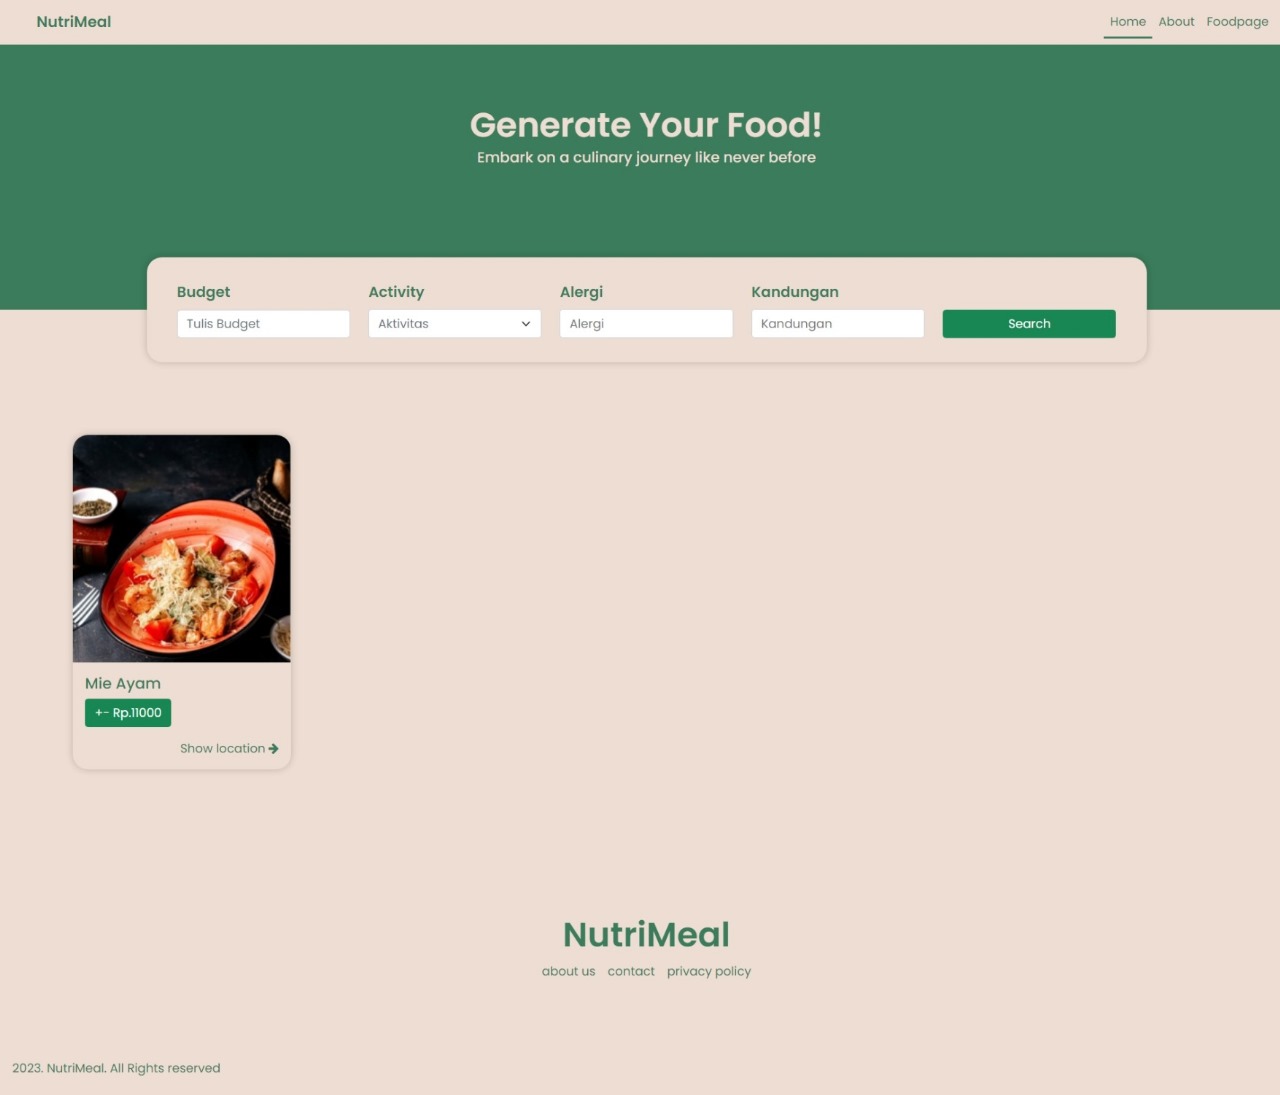 NutriMeal
Home About Foodpage
Generate Your Food!
Embark on a culinary journey like never before
Budget Activity Alergi Kandungan
Tulis Budget Aktivitas Alergi Kandungan Search
Mie Ayam
+- Rp.11000
Show location
NutriMeal
about us contact privacy policy
2023. NutriMeal. All Rights reserved